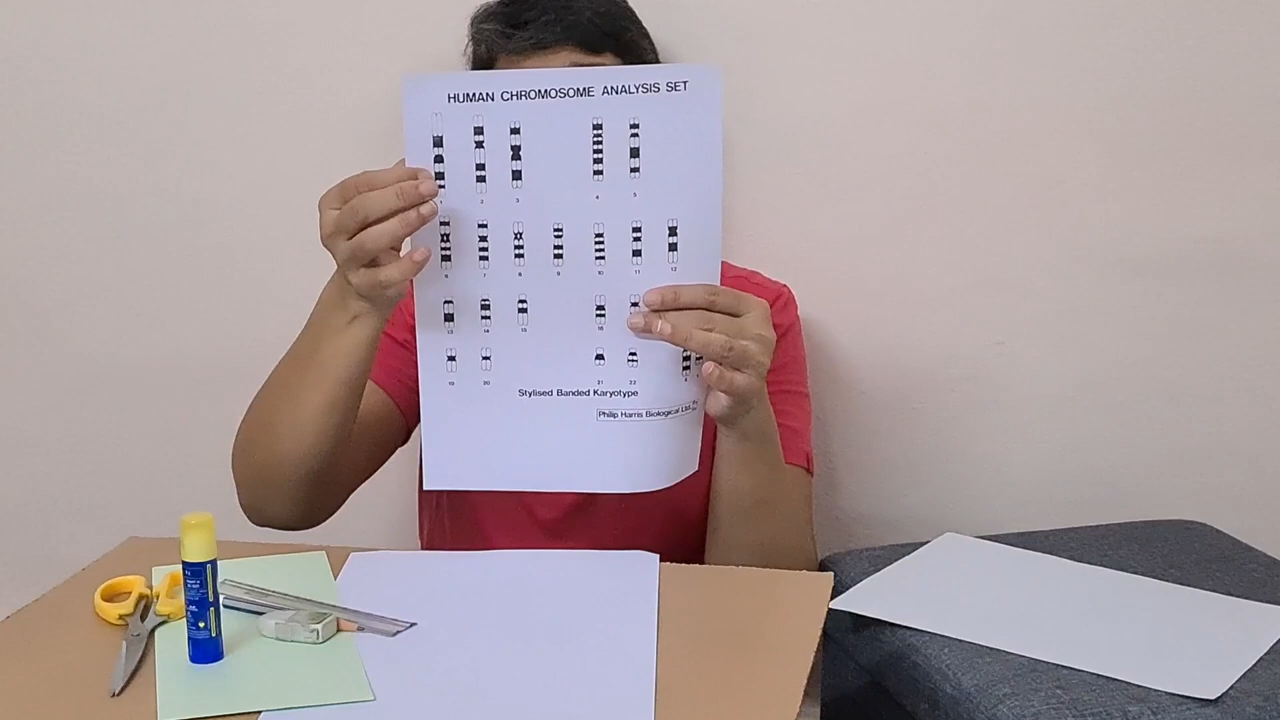 HUMAN CHROMOSOME ANALYSIS SET
1 2 3 4 5
6 7 8 9 10 11 12
13 14 15 16
19 20 21 22
Stylised Banded Karyotype
Philip Harris Biological Ltd.